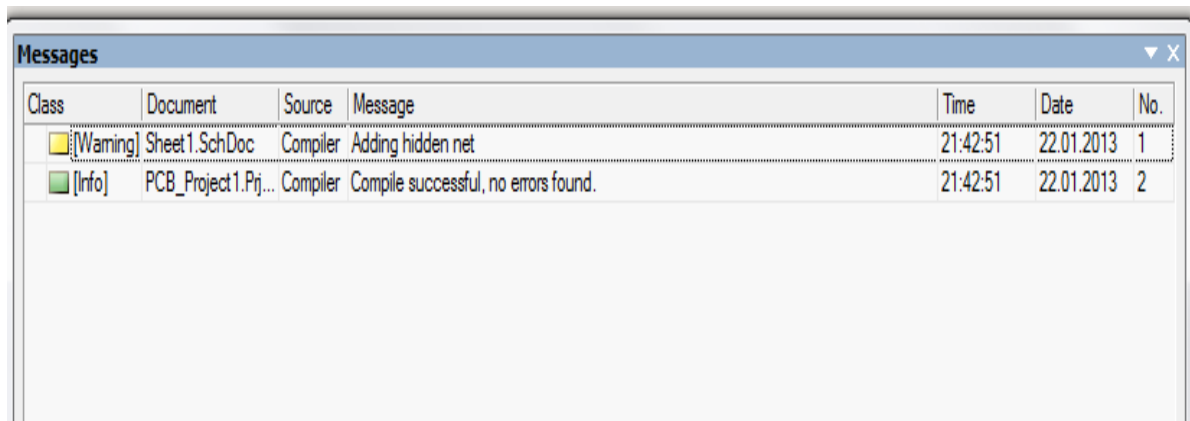 Messages
Class Document Source Message Time Date No.
[Warning] Sheet1.SchDoc Compiler Adding hidden net 21:42:51 22.01.2013 1
[Info] PCB_Project1.Prj... Compiler Compile successful, no errors found. 21:42:51 22.01.2013 2